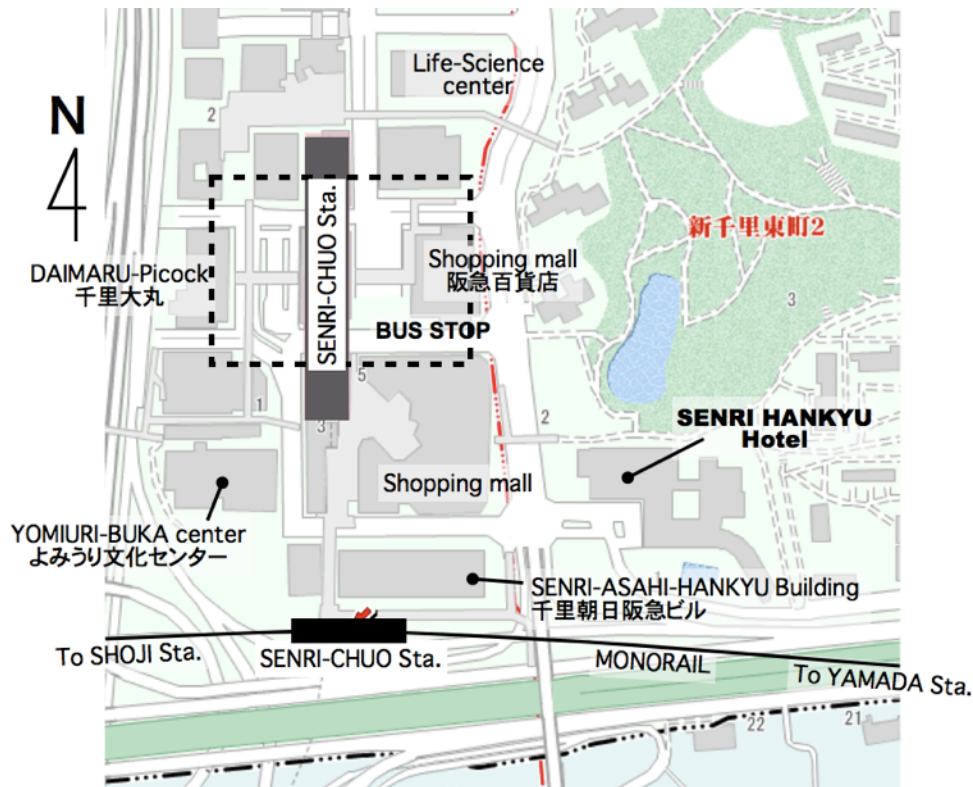 Life-Science
center
N
2
SENRI-CHUO Sta.
新千里東町2
DAIMARU-Picock
千里大丸
Shopping mall
阪急百貨店
3
BUS STOP
5
1
3
2
SENRI HANKYU
Hotel
Shopping mall
YOMIURI-BUKA center
よみうり文化センター
SENRI-ASAHI-HANKYU Building
千里朝日阪急ビル
1
To SHOJI Sta.
SENRI-CHUO Sta.
MONORAIL
To YAMADA Sta.
22
21